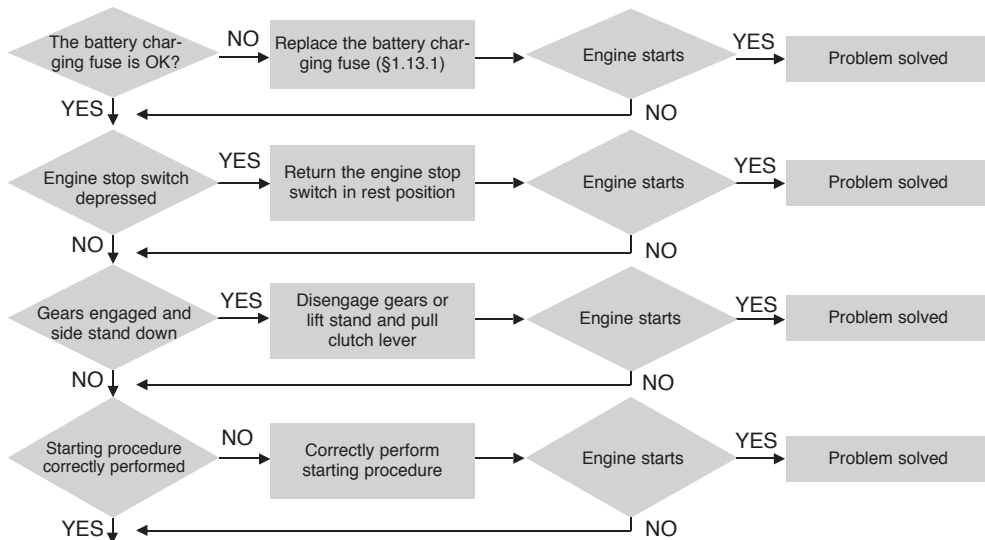 The battery char-
ging fuse is OK?
NO
Replace the battery char-
ging fuse (§1.13.1)
Engine starts
YES
Problem solved
YES
NO
Engine stop switch
depressed
YES
Return the engine stop
switch in rest position
Engine starts
YES
Problem solved
NO
NO
Gears engaged and
side stand down
YES
Disengage gears or
lift stand and pull
clutch lever
Engine starts
YES
Problem solved
NO
NO
Starting procedure
correctly performed
NO
Correctly perform
starting procedure
Engine starts
YES
Problem solved
YES
NO